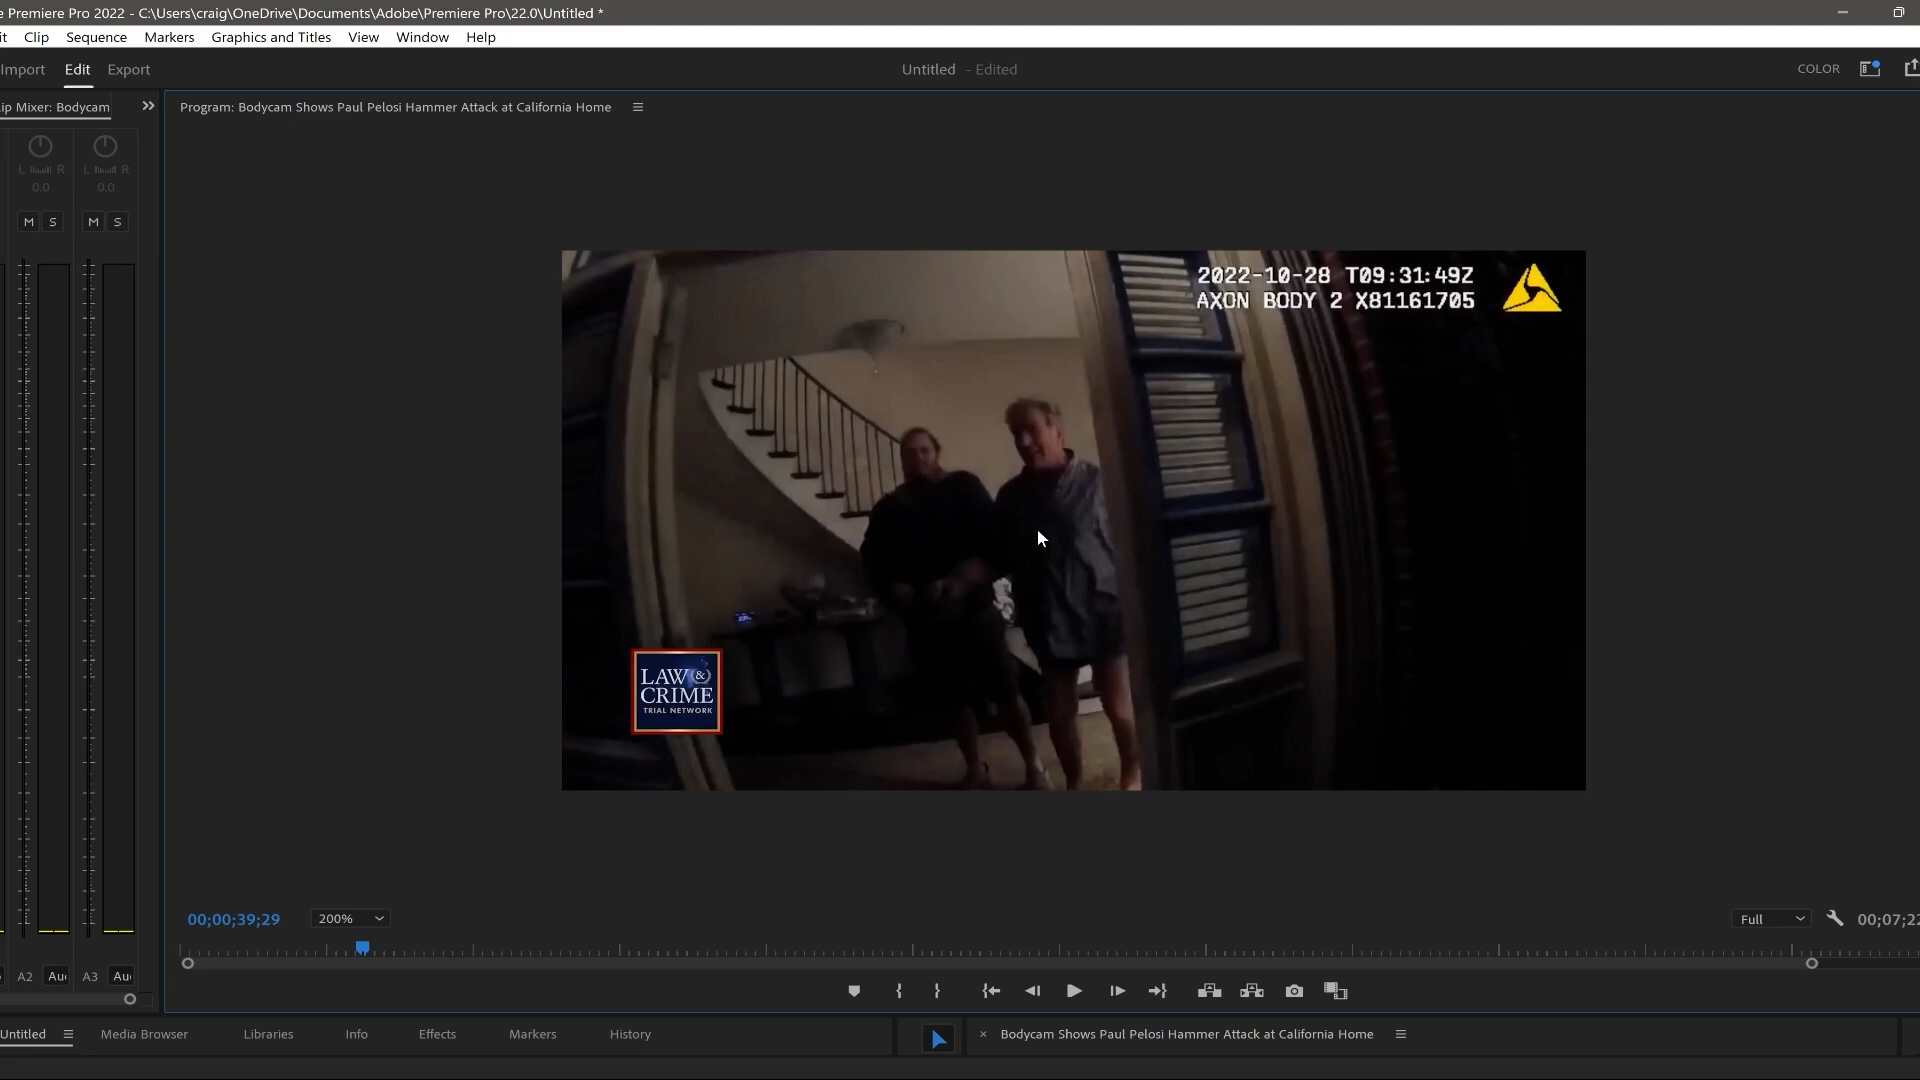 e Premiere Pro 2022 - C:\Users\craig\OneDrive\Documents\Adobe\Premiere Pro\22.0\Untitled *
it Clip Sequence Markers Graphics and Titles View Window Help
Import Edit Export Untitled - Edited COLOR
lip Mixer: Bodycam Program: Bodycam Shows Paul Pelosi Hammer Attack at California Home
L R L R
0.0 0.0
M S M S
2022-10-28 T09:31:49Z
AXON BODY 2 X81161705
LAW &
CRIME
TRIAL NETWORK
00;00;39;29 200% Full 00;07;22
A2 Au A3 Au
Untitled Media Browser Libraries Info Effects Markers History × Bodycam Shows Paul Pelosi Hammer Attack at California Home